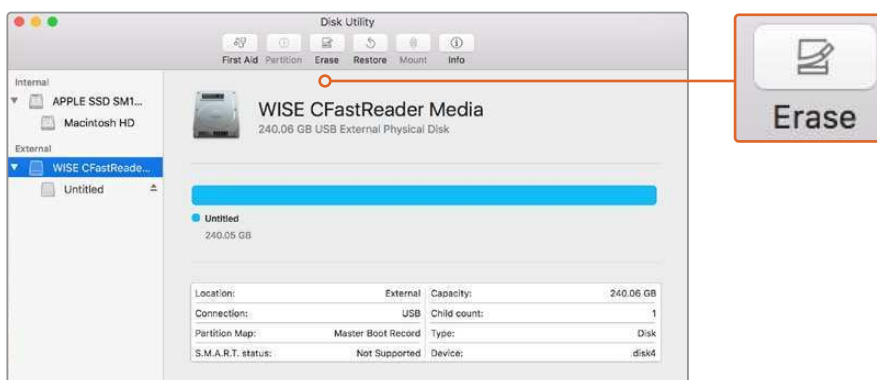 Disk Utility
First Aid Partition Erase Restore Mount Info
Internal
APPLE SSD SM1...
Macintosh HD
External
WISE CFastReade...
Untitled
WISE CFastReader Media
240.06 GB USB External Physical Disk
Untitled
240.05 GB
Location: External Capacity: 240.06 GB
Connection: USB Child count: 1
Partition Map: Master Boot Record Type: Disk
S.M.A.R.T. status: Not Supported Device: disk4
Erase